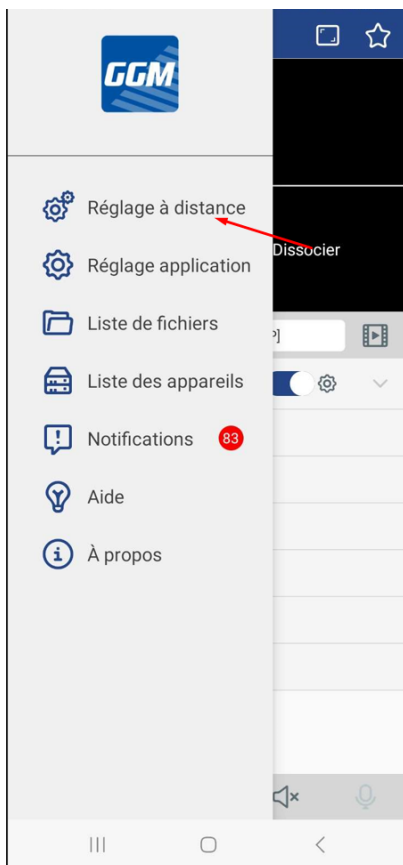 GGM
Réglage à distance
Réglage application
Dissocier
Liste de fichiers
P]
Liste des appareils
Notifications 83
Aide
À propos